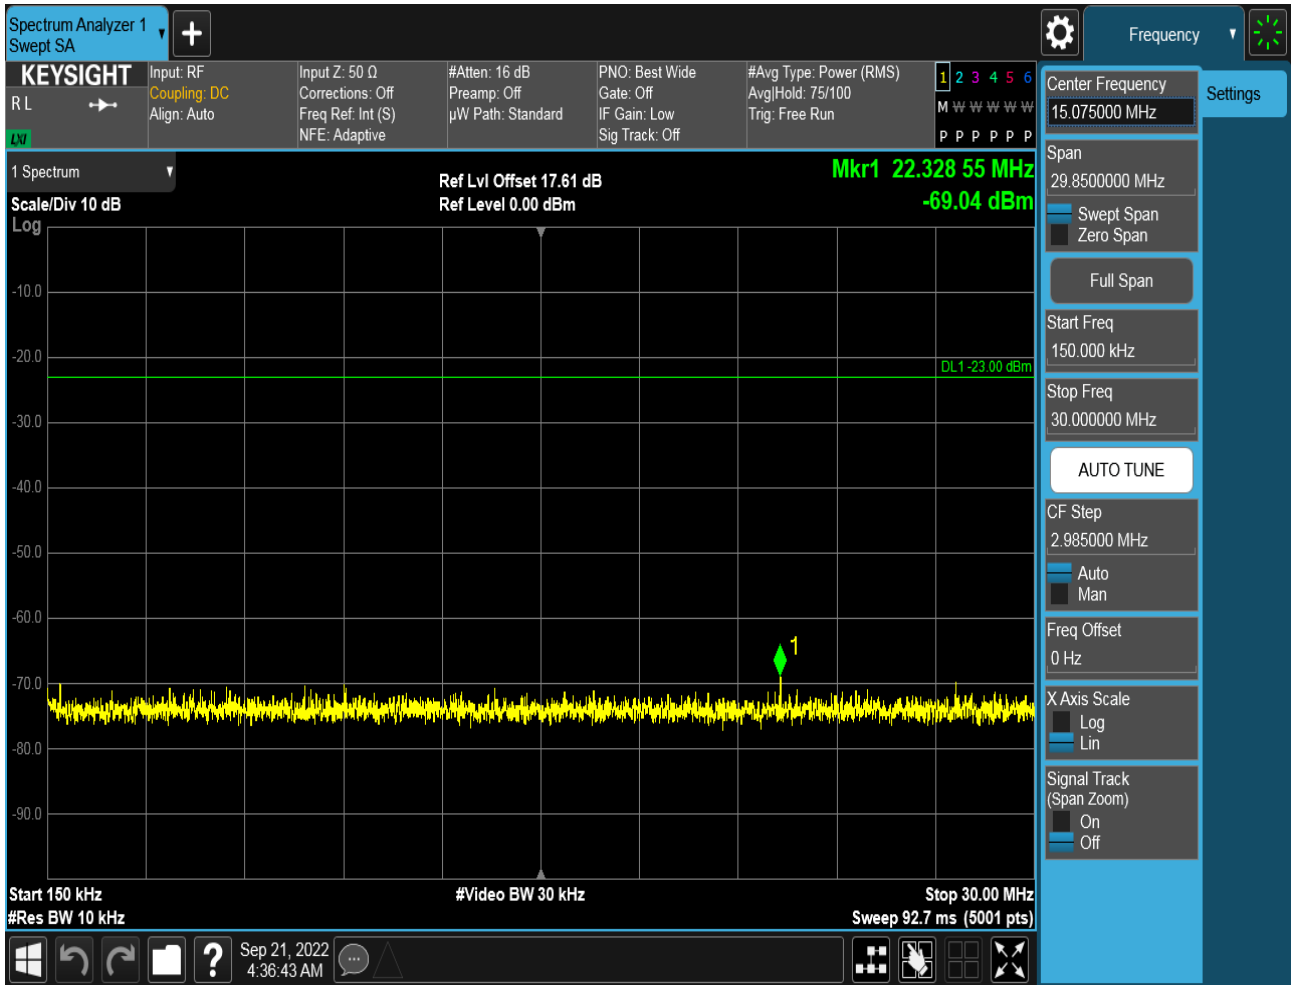 Spectrum Analyzer 1
Swept SA
Frequency
KEYSIGHT
R L
LXI
Input: RF
Coupling: DC
Align: Auto
Input Z: 50 Ω
Corrections: Off
Freq Ref: Int (S)
NFE: Adaptive
#Atten: 16 dB
Preamp: Off
µW Path: Standard
PNO: Best Wide
Gate: Off
IF Gain: Low
Sig Track: Off
#Avg Type: Power (RMS)
Avg|Hold: 75/100
Trig: Free Run
1 2 3 4 5 6
M W W W W W
P P P P P P
1 Spectrum
Scale/Div 10 dB
Log
Ref Lvl Offset 17.61 dB
Ref Level 0.00 dBm
Mkr1 22.328 55 MHz
-69.04 dBm
-10.0
-20.0
DL1 -23.00 dBm
-30.0
-40.0
-50.0
-60.0
1
-70.0
-80.0
-90.0
Start 150 kHz
#Video BW 30 kHz
Stop 30.00 MHz
#Res BW 10 kHz
Sweep 92.7 ms (5001 pts)
Center Frequency
15.075000 MHz
Settings
Span
29.8500000 MHz
Swept Span
Zero Span
Full Span
Start Freq
150.000 kHz
Stop Freq
30.000000 MHz
AUTO TUNE
CF Step
2.985000 MHz
Auto
Man
Freq Offset
0 Hz
X Axis Scale
Log
Lin
Signal Track
(Span Zoom)
On
Off
?
Sep 21, 2022
4:36:43 AM